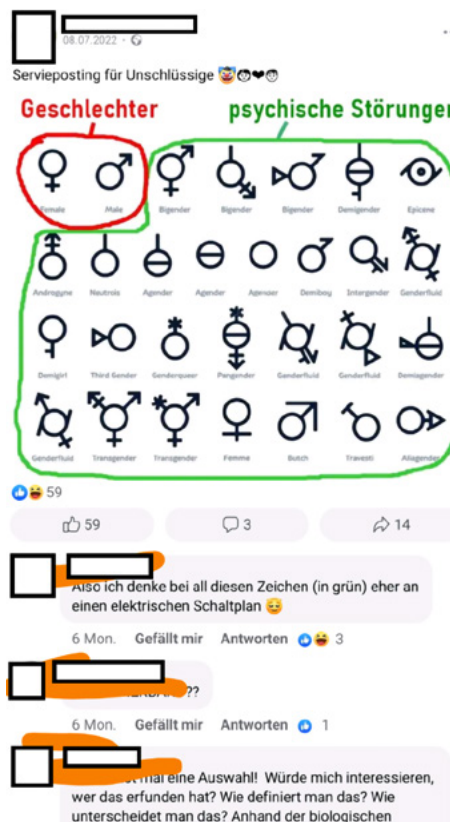 08.07.2022 ·
Servieposting für Unschlüssige 🤡🧑❤🧑
Geschlechter psychische Störungen
Female Male Bigender Bigender Bigender Demigender Epicene
Androgyne Neutrois Agender Agender Agender Demiboy Intergender Genderfluid
Demigirl Third Gender Genderqueer Pangender Genderfluid Genderfluid Demiagender
Genderfluid Transgender Transgender Femme Butch Travesti Aliagender
59
59 3 14
Also ich denke bei all diesen Zeichen (in grün) eher an
einen elektrischen Schaltplan 😅
6 Mon. Gefällt mir Antworten 3
??
6 Mon. Gefällt mir Antworten 1
mal eine Auswahl! Würde mich interessieren,
wer das erfunden hat? Wie definiert man das? Wie
unterscheidet man das? Anhand der biologischen